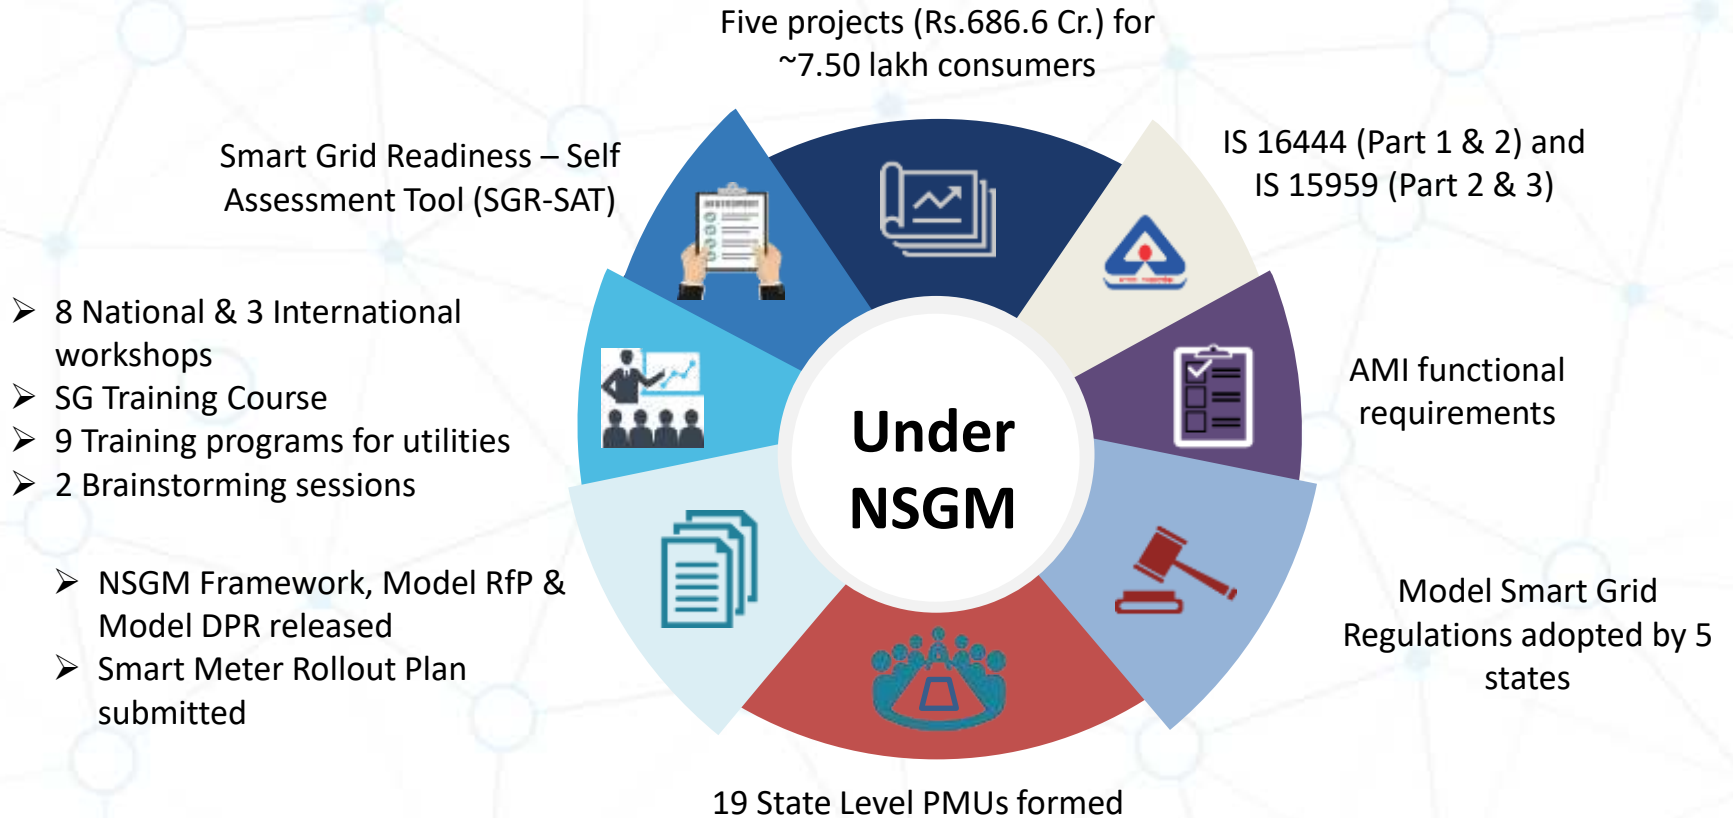 Five projects (Rs.686.6 Cr.) for
~7.50 lakh consumers
Smart Grid Readiness – Self
Assessment Tool (SGR-SAT)
IS 16444 (Part 1 & 2) and
IS 15959 (Part 2 & 3)
➢ 8 National & 3 International
workshops
➢ SG Training Course
➢ 9 Training programs for utilities
➢ 2 Brainstorming sessions
AMI functional
requirements
Under
NSGM
➢ NSGM Framework, Model RfP &
Model DPR released
➢ Smart Meter Rollout Plan
submitted
Model Smart Grid
Regulations adopted by 5
states
19 State Level PMUs formed